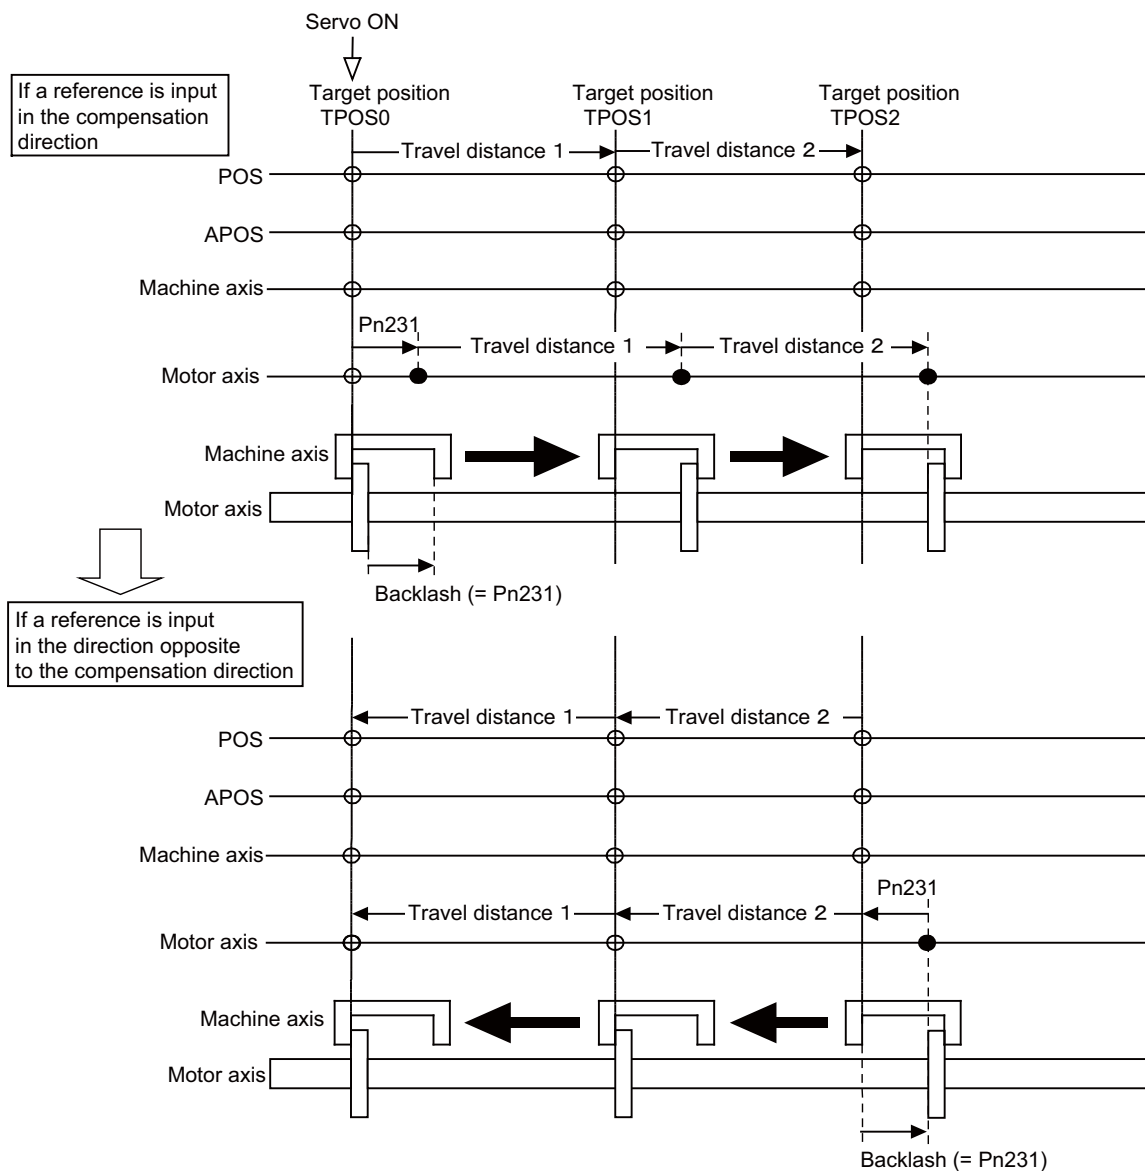 Servo ON
If a reference is input
in the compensation
direction
Target position
TPOS0
Target position
TPOS1
Target position
TPOS2
Travel distance 1
Travel distance 2
POS
APOS
Machine axis
Pn231
Travel distance 1
Travel distance 2
Motor axis
Machine axis
Motor axis
Backlash (= Pn231)
If a reference is input
in the direction opposite
to the compensation direction
Travel distance 1
Travel distance 2
POS
APOS
Machine axis
Pn231
Travel distance 1
Travel distance 2
Motor axis
Machine axis
Motor axis
Backlash (= Pn231)